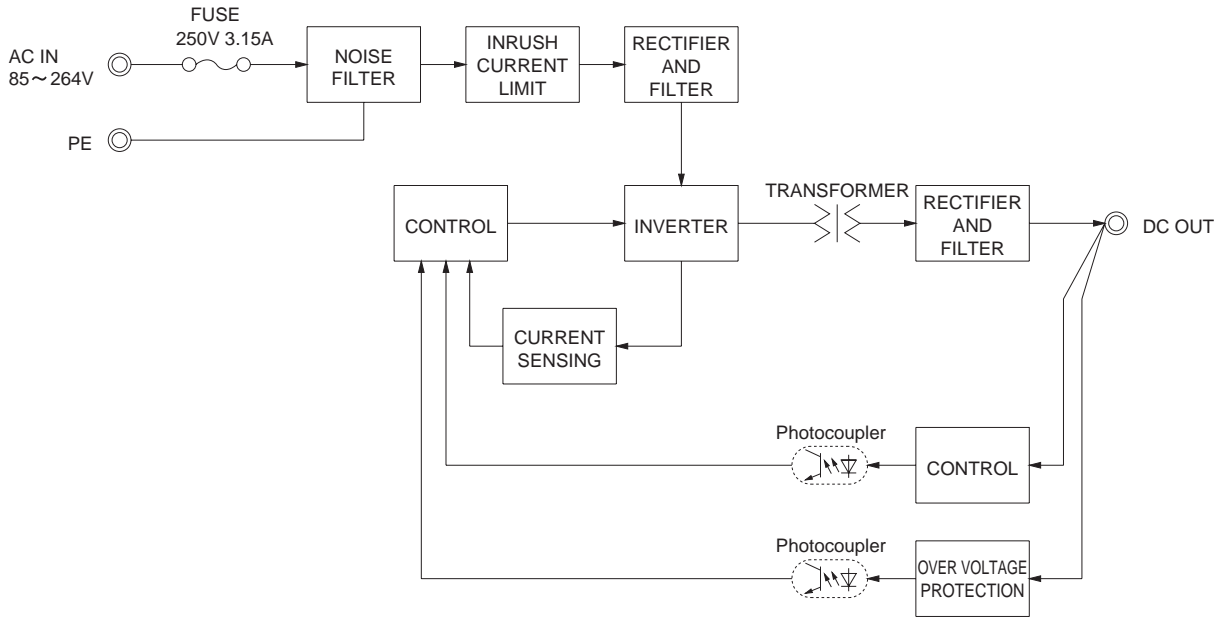 FUSE
250V 3.15A
AC IN
85～264V
PE
NOISE
FILTER
INRUSH
CURRENT
LIMIT
RECTIFIER
AND
FILTER
CONTROL
INVERTER
TRANSFORMER
RECTIFIER
AND
FILTER
DC OUT
CURRENT
SENSING
Photocoupler
CONTROL
Photocoupler
OVER VOLTAGE
PROTECTION